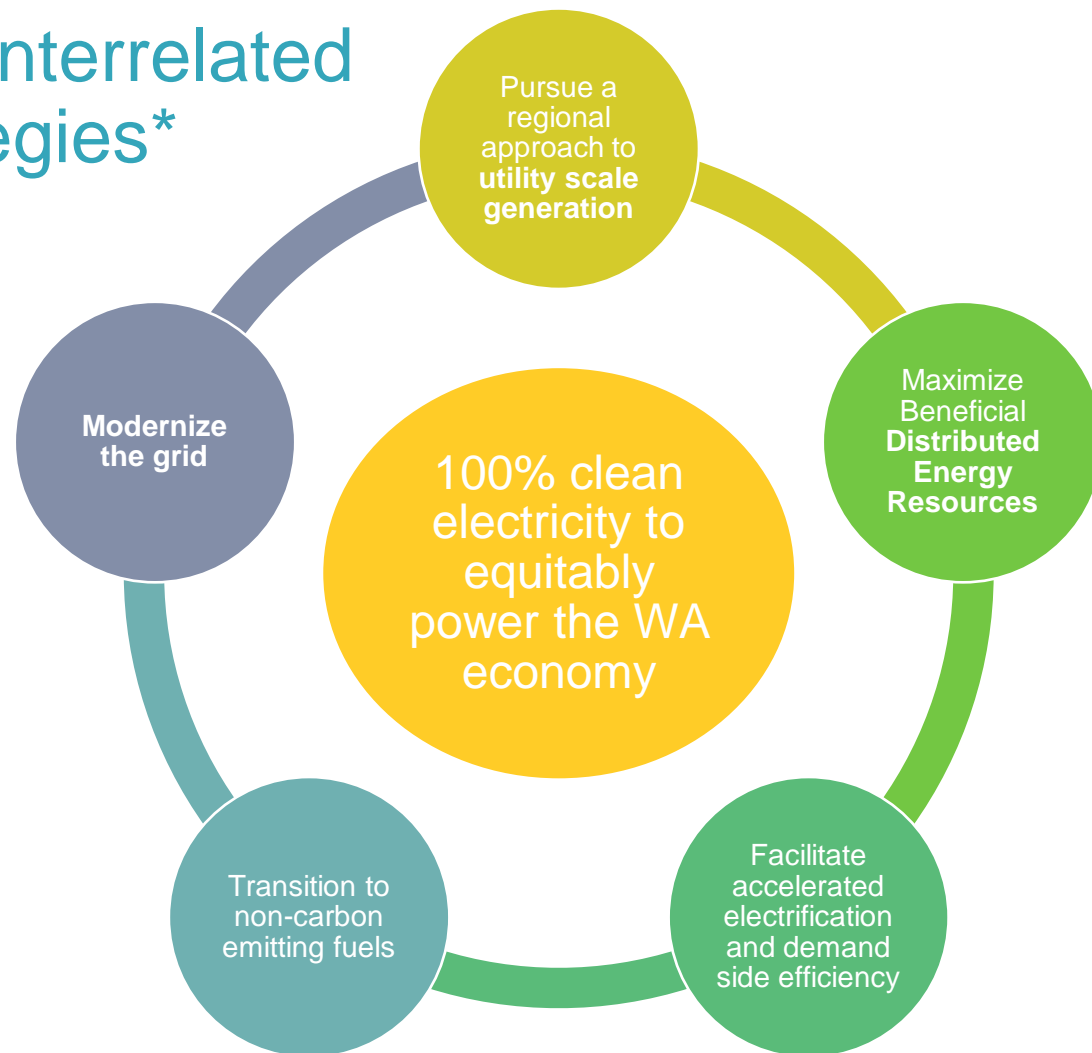 nterrelated
egies*
Pursue a
regional
approach to
utility scale
generation
Maximize
Beneficial
Distributed
Energy
Resources
Modernize
the grid
100% clean
electricity to
equitably
power the WA
economy
Transition to
non-carbon
emitting fuels
Facilitate
accelerated
electrification
and demand
side efficiency